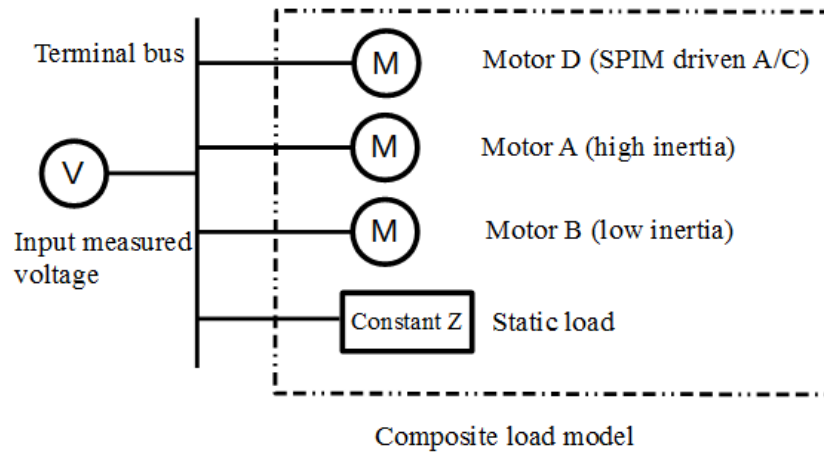 Terminal bus
M
Motor D (SPIM driven A/C)
M
Motor A (high inertia)
V
Input measured
voltage
M
Motor B (low inertia)
Constant Z
Static load
Composite load model